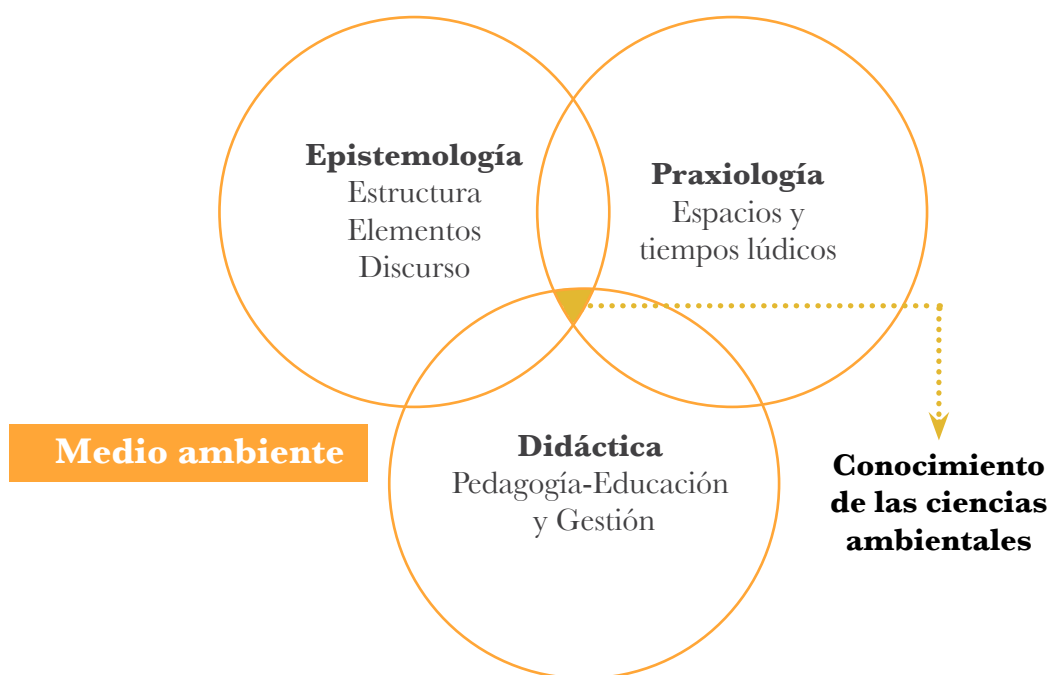 Epistemología
Estructura
Elementos
Discurso
Praxiología
Espacios y
tiempos lúdicos
Medio ambiente
Didáctica
Pedagogía-Educación
y Gestión
Conocimiento
de las ciencias
ambientales